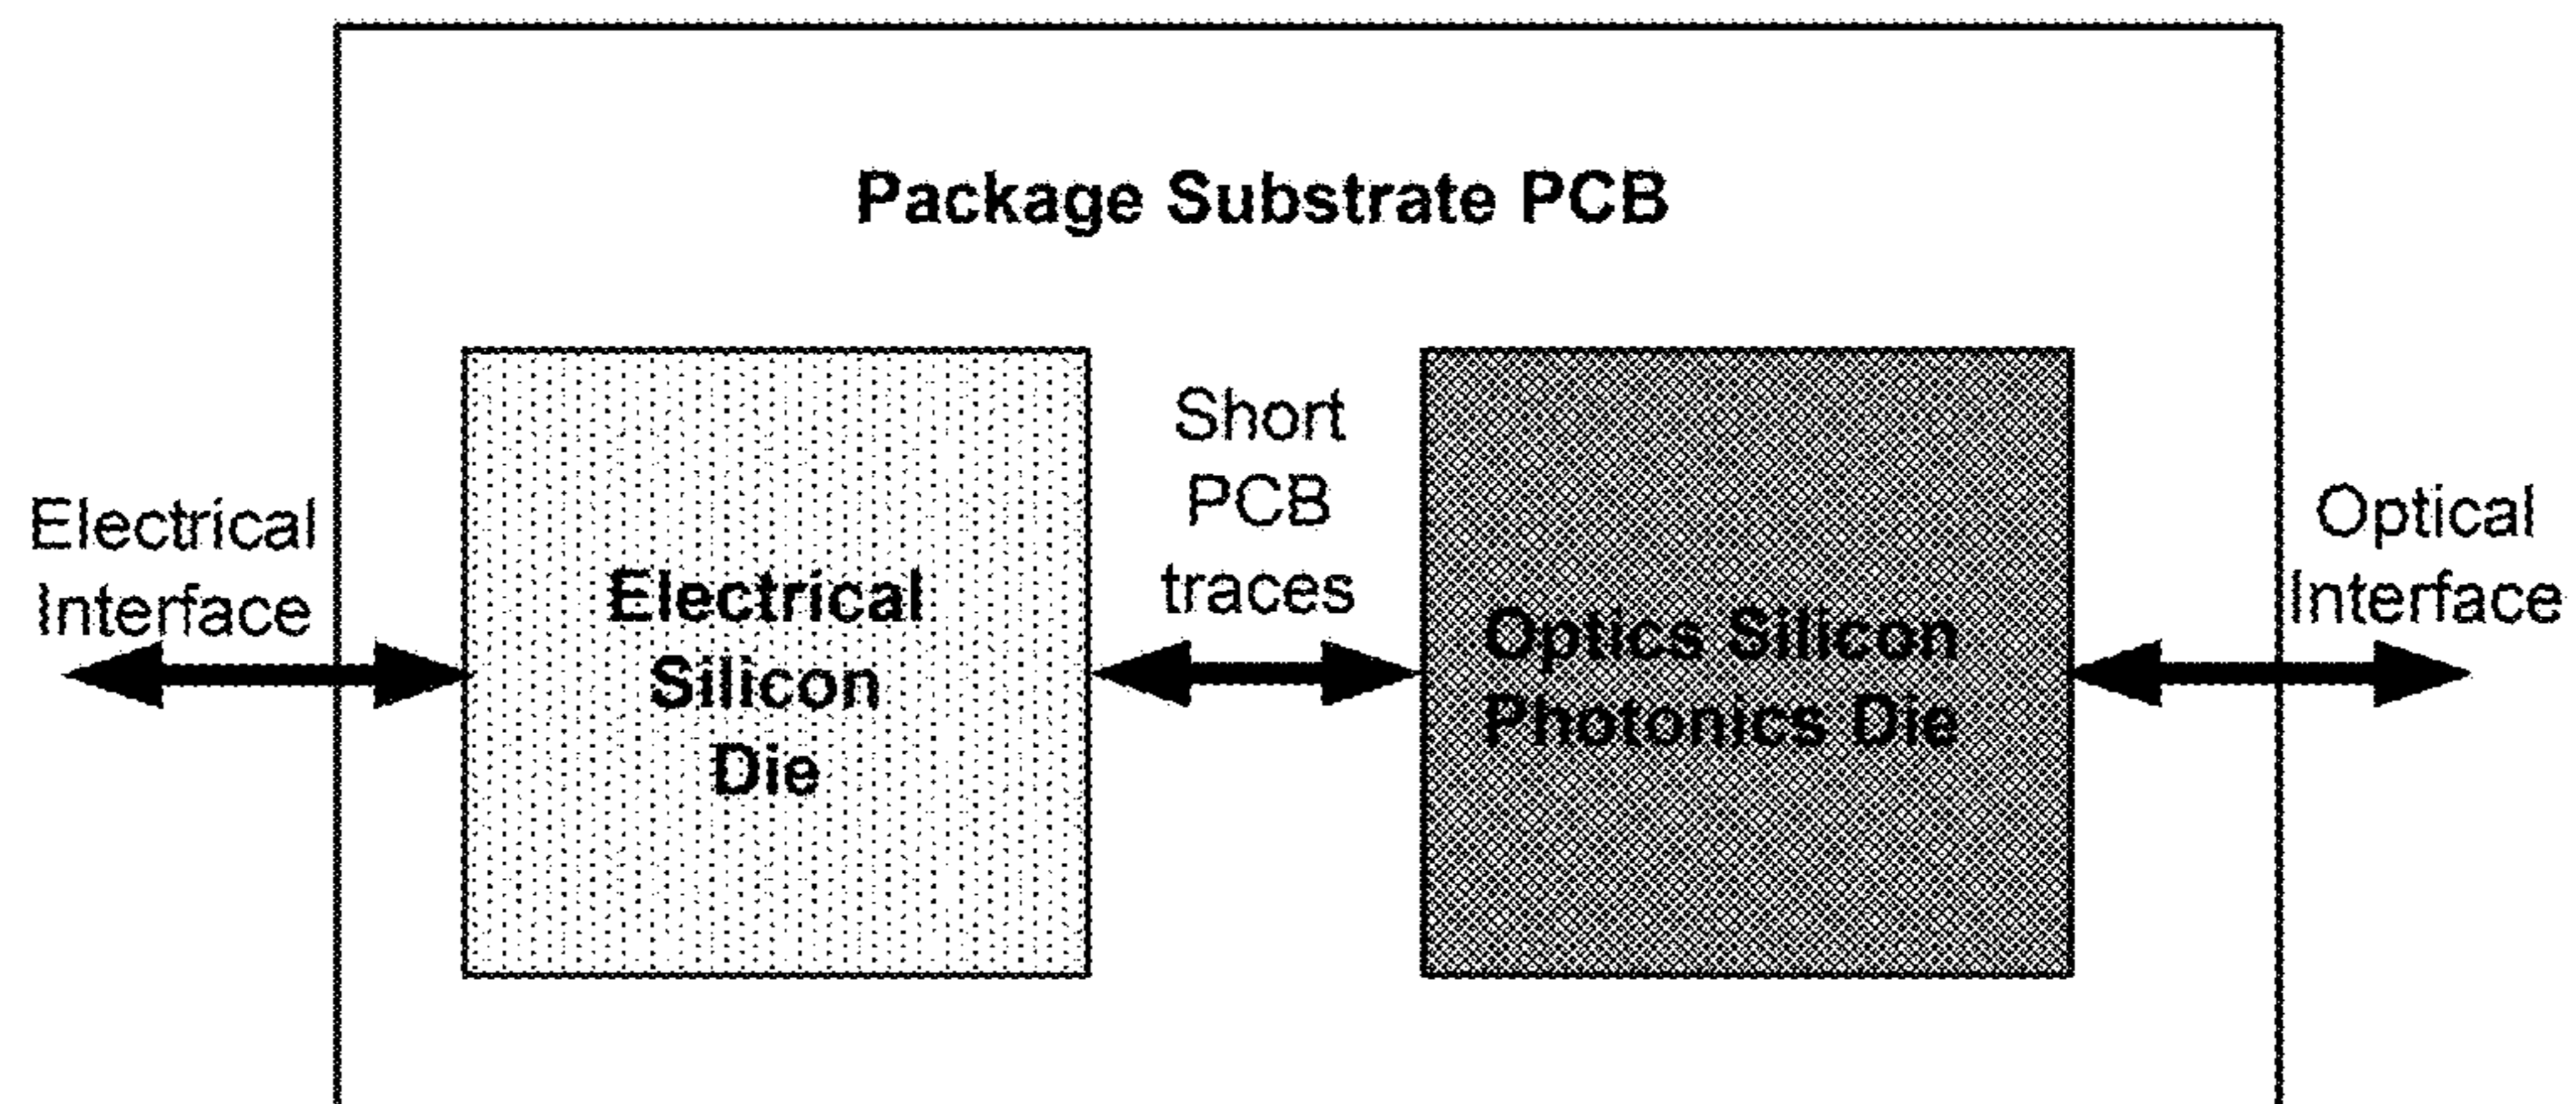 Package Substrate PCB
Electrical
Interface
Electrical
Silicon
Die
Short
PCB
traces
Optics Silicon
Photonics Die
Optical
Interface